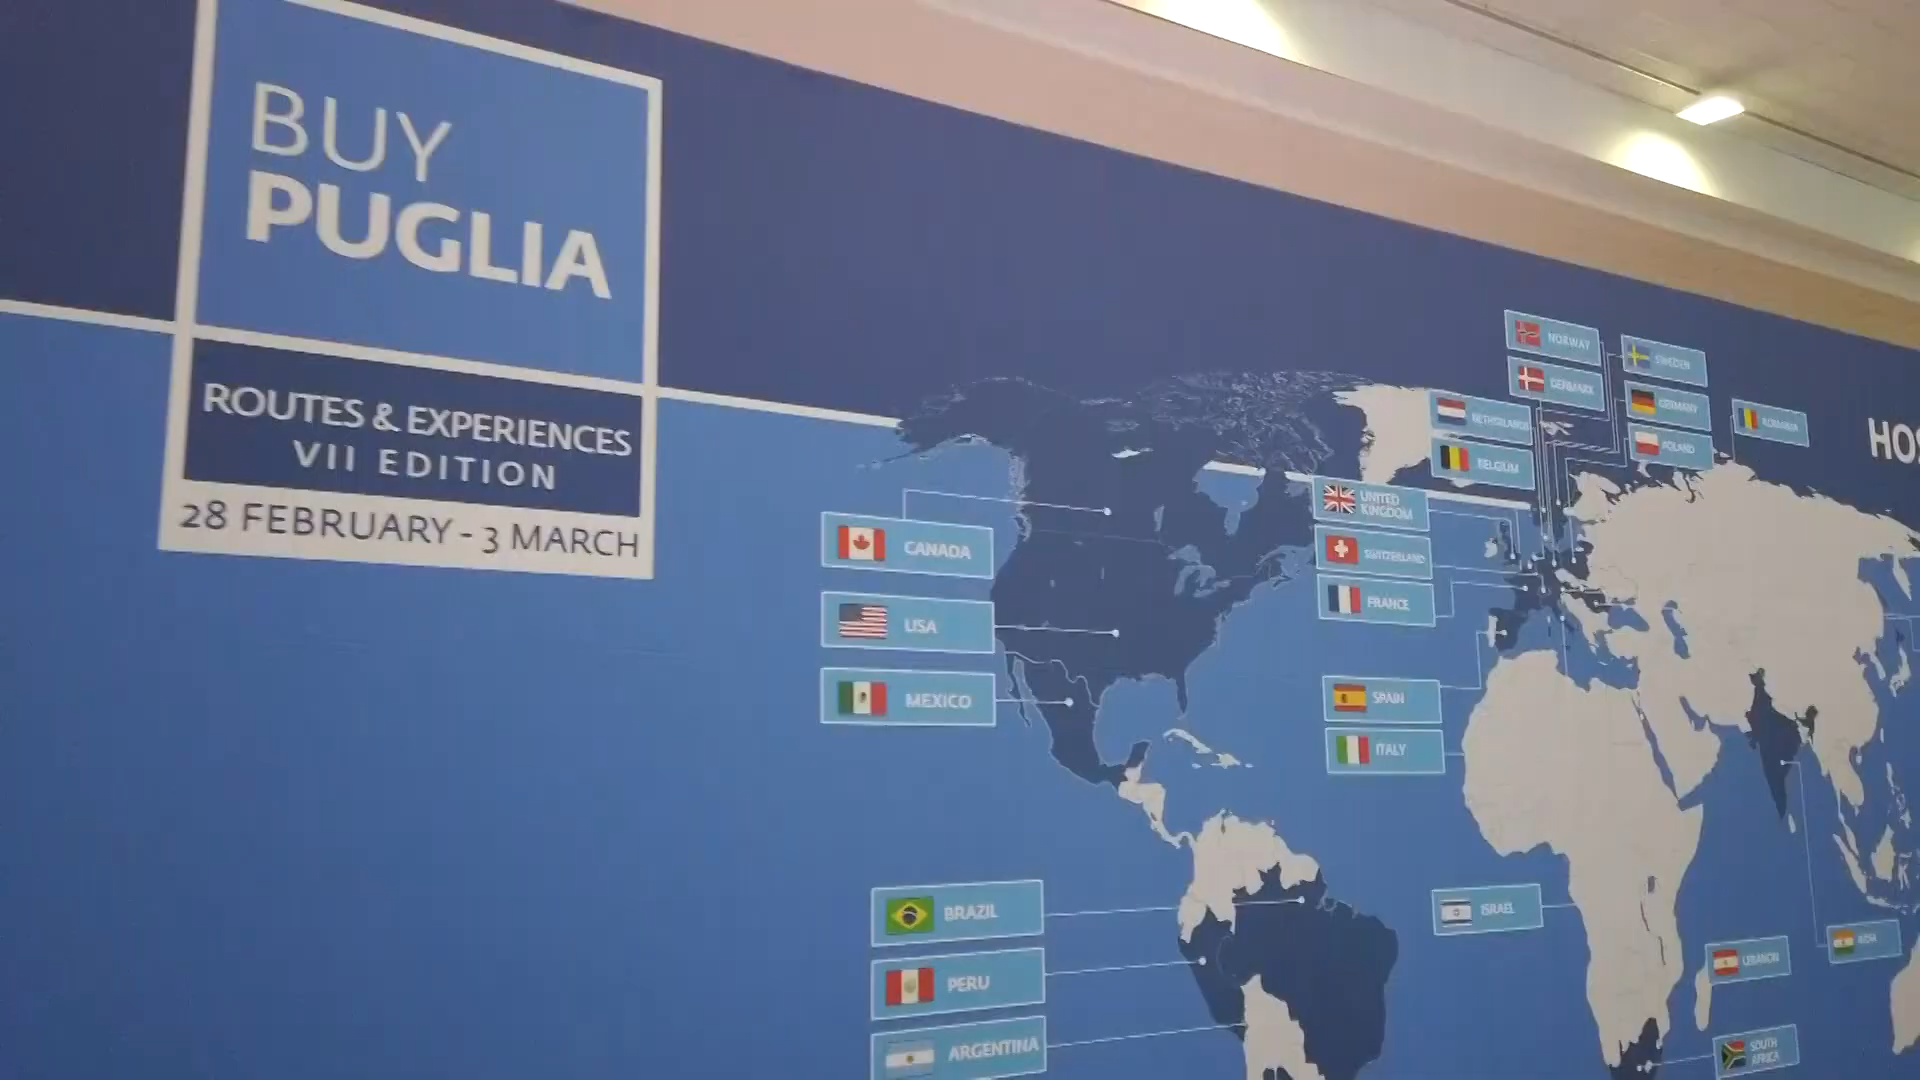 BUY
PUGLIA
ROUTES & EXPERIENCES
VII EDITION
28 FEBRUARY - 3 MARCH
NORWAY
SWEDEN
DENMARK
GERMANY
NETHERLANDS
ROMANIA
POLAND
BELGIUM
UNITED
KINGDOM
SWITZERLAND
FRANCE
CANADA
USA
MEXICO
SPAIN
ITALY
BRAZIL
PERU
ARGENTINA
ISRAEL
LEBANON
INDIA
SOUTH
AFRICA